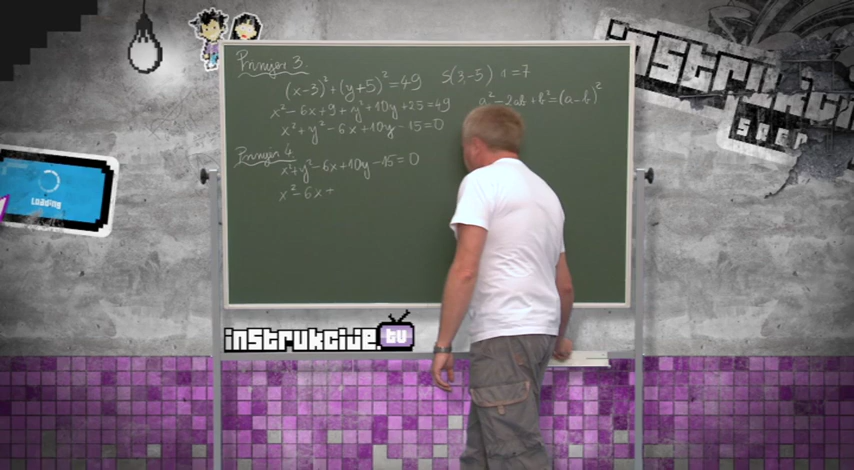 Primjer 3.
(x-3)²+(y+5)²=49 S(3,-5) r=7
x²-6x+9+y²+10y+25=49 a²-2ab+b²=(a-b)²
x²+y²-6x+10y-15=0
Primjer 4
x²+y²-6x+10y-15=0
x²-6x+
Loading
instrukcije.tv